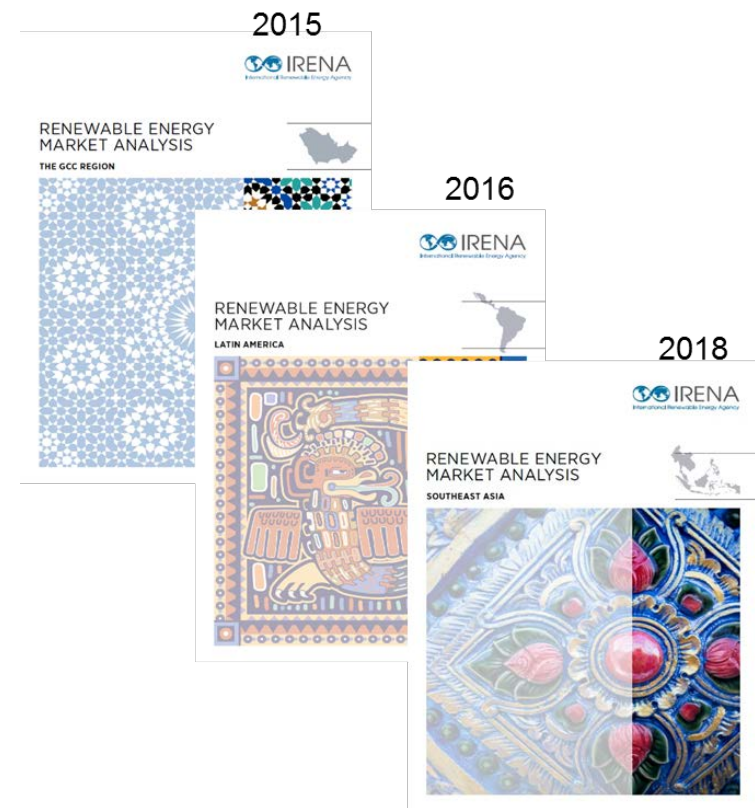 2015
IRENA
International Renewable Energy Agency
RENEWABLE ENERGY
MARKET ANALYSIS
THE GCC REGION
2016
IRENA
International Renewable Energy Agency
RENEWABLE ENERGY
MARKET ANALYSIS
LATIN AMERICA
2018
IRENA
International Renewable Energy Agency
RENEWABLE ENERGY
MARKET ANALYSIS
SOUTHEAST ASIA